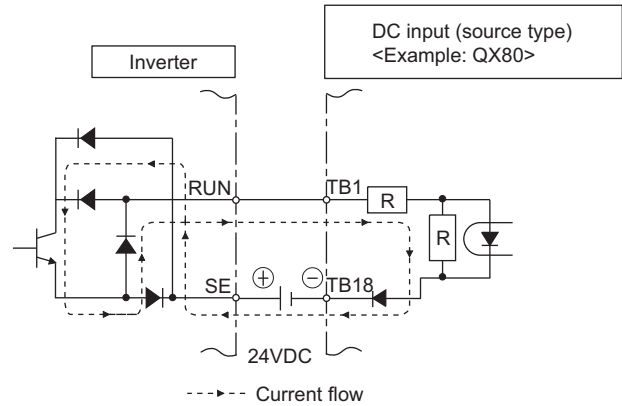 DC input (source type)
<Example: QX80>
Inverter
RUN
TB1
R
R
SE
+
−
TB18
24VDC
Current flow